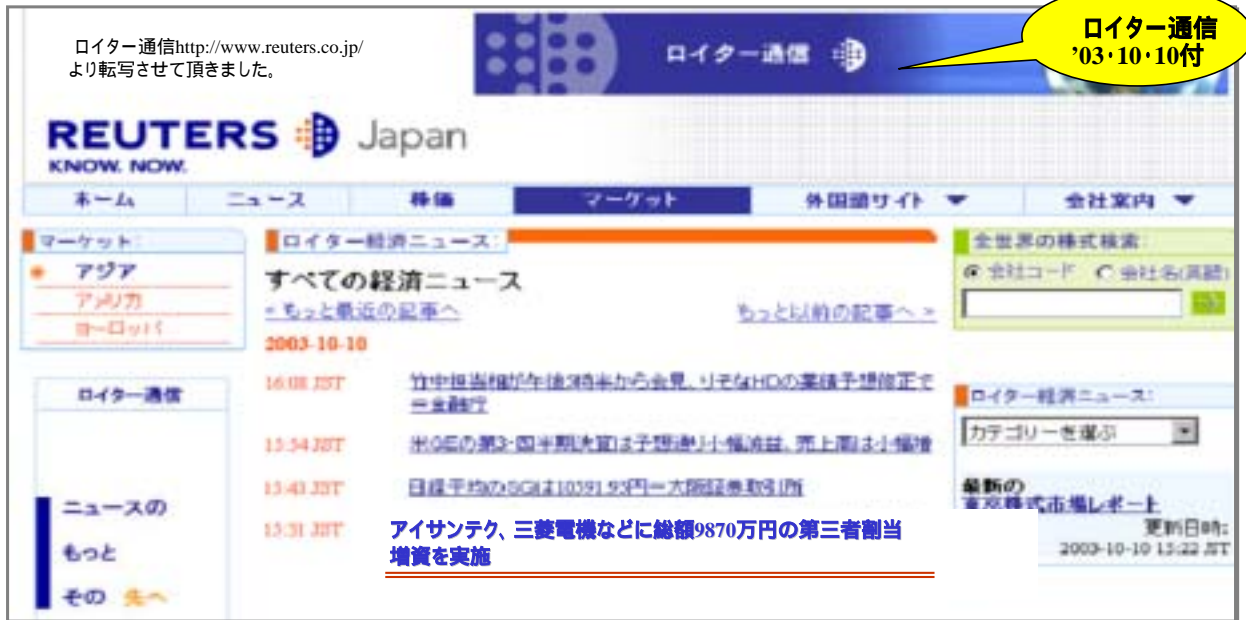 ロイター通信http://www.reuters.co.jp/
より転写させて頂きました。
ロイター通信
ロイター通信
’03・10・10付
REUTERS Japan
KNOW. NOW.
ホーム ニュース 株価 マーケット 外国語サイト 会社案内
マーケット:
アジア
アメリカ
ヨーロッパ
ロイター通信
ニュースの
もっと
その 先へ
ロイター経済ニュース:
すべての経済ニュース
« もっと最近の記事へ もっと以前の記事へ »
2003-10-10
16:08 JST 竹中担当相が午後3時半から会見、りそなHDの業績予想修正で
=金融庁
15:54 JST 米GEの第3・四半期決算は予想通り小幅減益、売上高は小幅増
15:43 JST 日経平均のSQは10591.93円=大阪証券取引所
15:31 JST アイサンテク、三菱電機などに総額9870万円の第三者割当
増資を実施
全世界の株式検索:
会社コード 会社名(英語)
ロイター経済ニュース:
カテゴリーを選ぶ
最新の
東京株式市場レポート
更新日時:
2003-10-10 15:22 JST